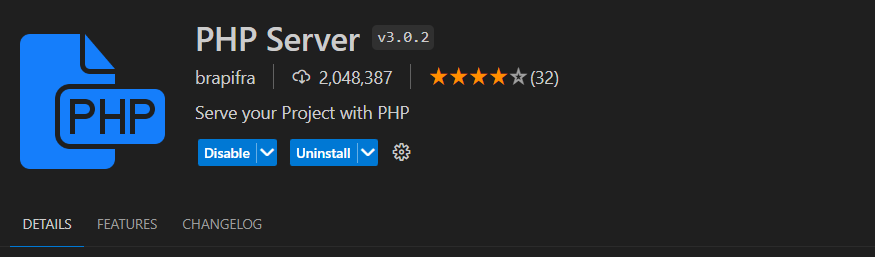 PHP Server v3.0.2
brapifra 2,048,387 (32)
PHP
Serve your Project with PHP
Disable Uninstall
DETAILS FEATURES CHANGELOG